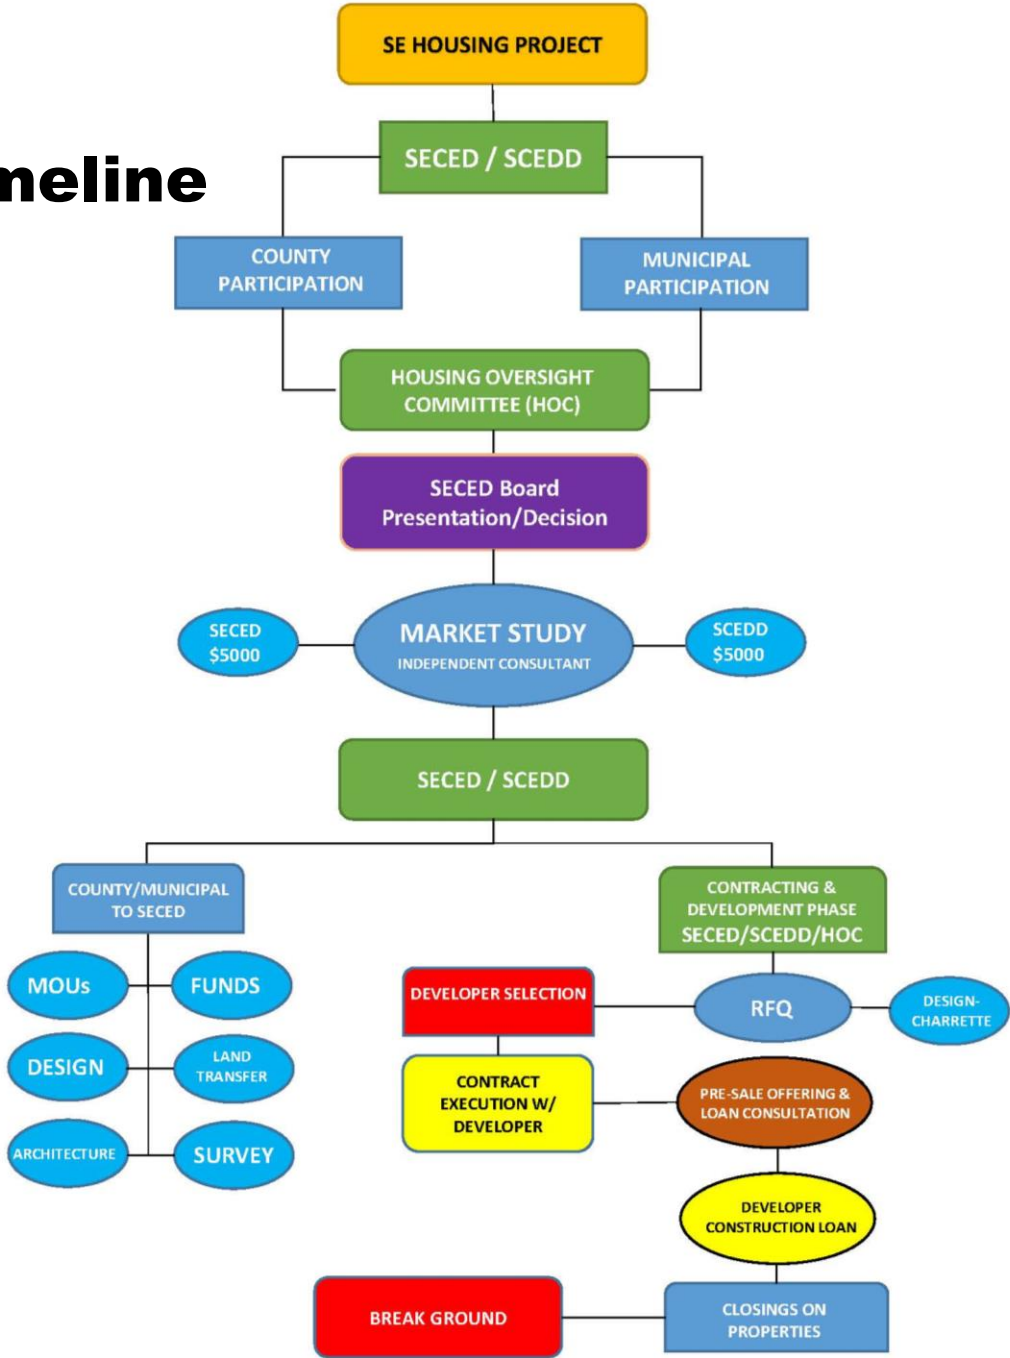 SE HOUSING PROJECT
meline
SECED / SCEDD
COUNTY
PARTICIPATION
MUNICIPAL
PARTICIPATION
HOUSING OVERSIGHT
COMMITTEE (HOC)
SECED Board
Presentation/Decision
SECED
$5000
MARKET STUDY
INDEPENDENT CONSULTANT
SCEDD
$5000
SECED / SCEDD
COUNTY/MUNICIPAL
TO SECED
MOUs
FUNDS
DESIGN
LAND
TRANSFER
ARCHITECTURE
SURVEY
CONTRACTING &
DEVELOPMENT PHASE
SECED/SCEDD/HOC
DEVELOPER SELECTION
RFQ
DESIGN-
CHARRETTE
CONTRACT
EXECUTION W/
DEVELOPER
PRE-SALE OFFERING &
LOAN CONSULTATION
DEVELOPER
CONSTRUCTION LOAN
BREAK GROUND
CLOSINGS ON
PROPERTIES